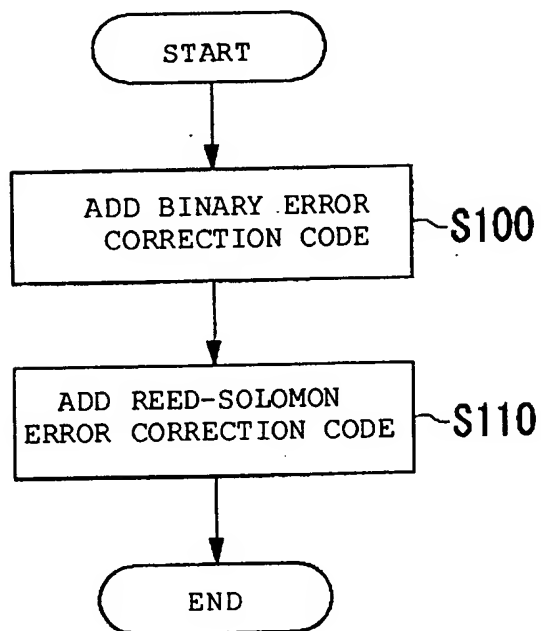 START
ADD BINARY ERROR
CORRECTION CODE
S100
ADD REED-SOLOMON
ERROR CORRECTION CODE
S110
END